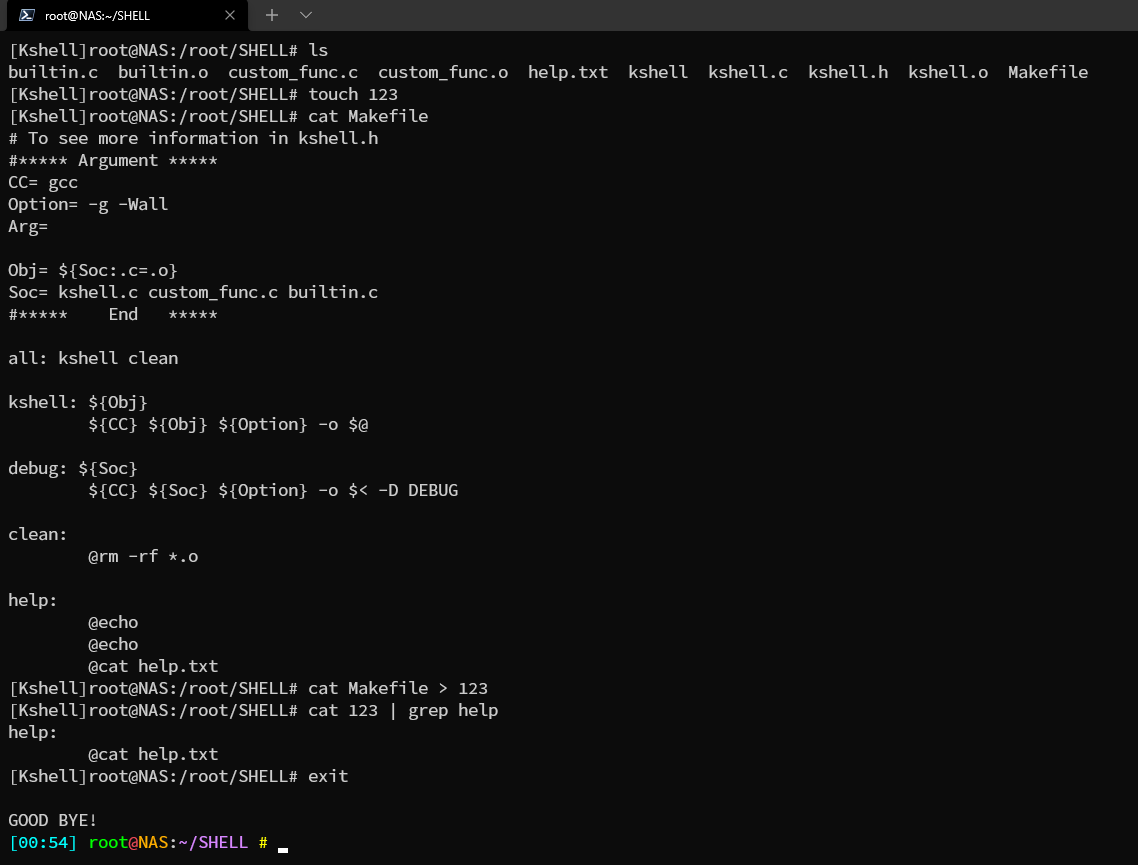 root@NAS:~/SHELL
[Kshell]root@NAS:/root/SHELL# ls
builtin.c  builtin.o  custom_func.c  custom_func.o  help.txt  kshell  kshell.c  kshell.h  kshell.o  Makefile
[Kshell]root@NAS:/root/SHELL# touch 123
[Kshell]root@NAS:/root/SHELL# cat Makefile
# To see more information in kshell.h
#***** Argument *****
CC= gcc
Option= -g -Wall
Arg=

Obj= ${Soc:.c=.o}
Soc= kshell.c custom_func.c builtin.c
#*****    End   *****

all: kshell clean

kshell: ${Obj}
        ${CC} ${Obj} ${Option} -o $@

debug: ${Soc}
        ${CC} ${Soc} ${Option} -o $< -D DEBUG

clean:
        @rm -rf *.o

help:
        @echo
        @echo
        @cat help.txt
[Kshell]root@NAS:/root/SHELL# cat Makefile > 123
[Kshell]root@NAS:/root/SHELL# cat 123 | grep help
help:
        @cat help.txt
[Kshell]root@NAS:/root/SHELL# exit

GOOD BYE!
[00:54] root@NAS:~/SHELL #